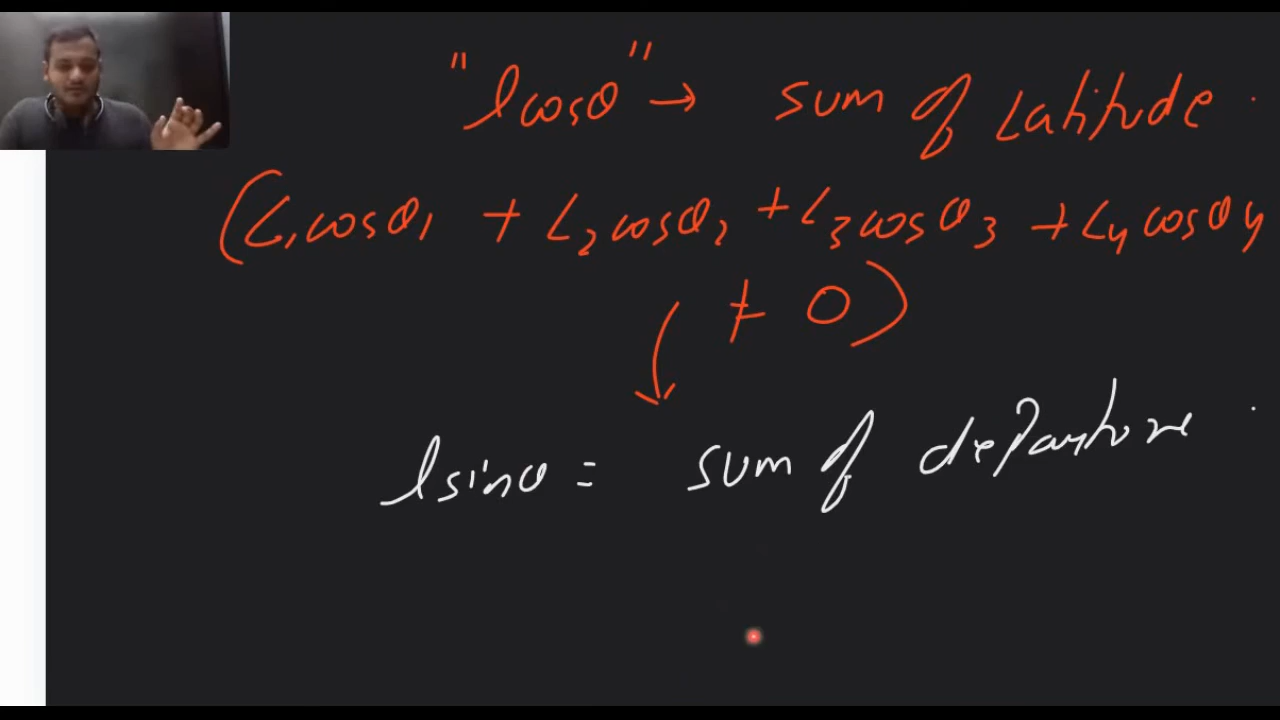 "lcosθ" → sum of Latitude.
(L₁cosθ₁ + L₂cosθ₂ + L₃cosθ₃ + L₄cosθ₄
≠ 0)
lsinθ = sum of departure.